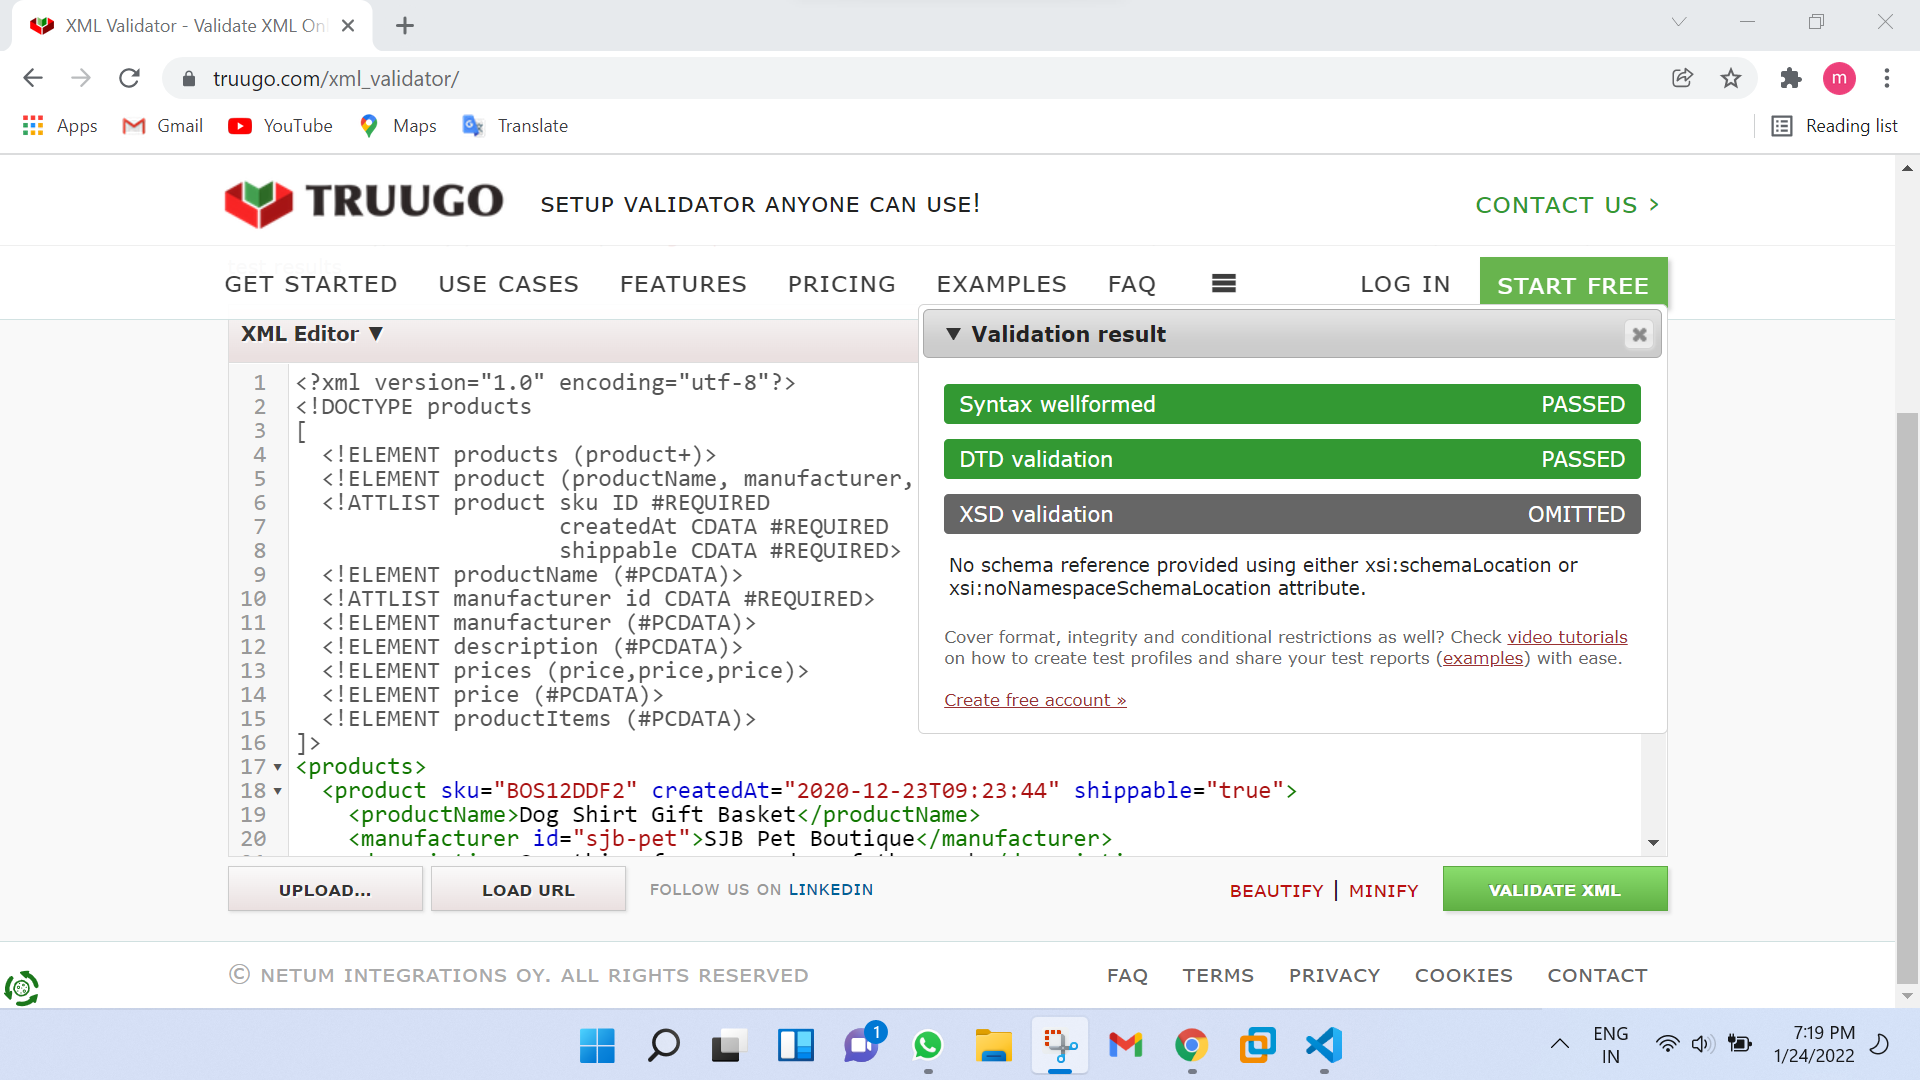 XML Validator - Validate XML Onl
truugo.com/xml_validator/
m
Apps
Gmail
YouTube
Maps
Translate
Reading list
TRUUGO
SETUP VALIDATOR ANYONE CAN USE!
CONTACT US >
GET STARTED
USE CASES
FEATURES
PRICING
EXAMPLES
FAQ
LOG IN
START FREE
XML Editor ▼
▼ Validation result
Syntax wellformed PASSED
DTD validation PASSED
XSD validation OMITTED
No schema reference provided using either xsi:schemaLocation or
xsi:noNamespaceSchemaLocation attribute.
Cover format, integrity and conditional restrictions as well? Check video tutorials
on how to create test profiles and share your test reports (examples) with ease.
Create free account »
1 <?xml version="1.0" encoding="utf-8"?>
2 <!DOCTYPE products
3 [
4 <!ELEMENT products (product+)>
5 <!ELEMENT product (productName, manufacturer,
6 <!ATTLIST product sku ID #REQUIRED
7 createdAt CDATA #REQUIRED
8 shippable CDATA #REQUIRED>
9 <!ELEMENT productName (#PCDATA)>
10 <!ATTLIST manufacturer id CDATA #REQUIRED>
11 <!ELEMENT manufacturer (#PCDATA)>
12 <!ELEMENT description (#PCDATA)>
13 <!ELEMENT prices (price,price,price)>
14 <!ELEMENT price (#PCDATA)>
15 <!ELEMENT productItems (#PCDATA)>
16 ]>
17 <products>
18 <product sku="BOS12DDF2" createdAt="2020-12-23T09:23:44" shippable="true">
19 <productName>Dog Shirt Gift Basket</productName>
20 <manufacturer id="sjb-pet">SJB Pet Boutique</manufacturer>
UPLOAD...
LOAD URL
FOLLOW US ON LINKEDIN
BEAUTIFY | MINIFY
VALIDATE XML
© NETUM INTEGRATIONS OY. ALL RIGHTS RESERVED
FAQ
TERMS
PRIVACY
COOKIES
CONTACT
1
ENG
IN
7:19 PM
1/24/2022